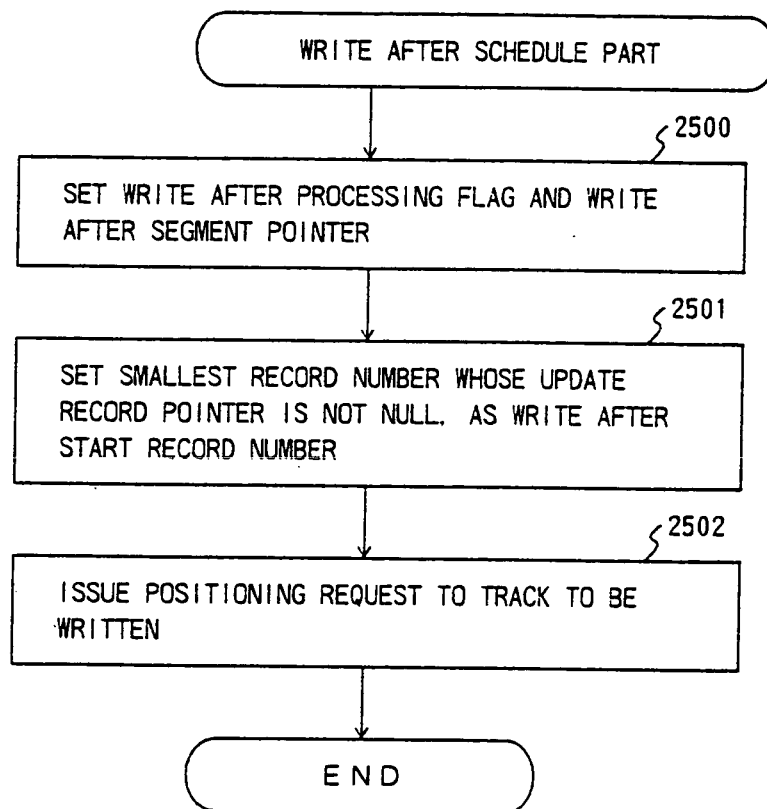 WRITE AFTER SCHEDULE PART
2500
SET WRITE AFTER PROCESSING FLAG AND WRITE
AFTER SEGMENT POINTER
2501
SET SMALLEST RECORD NUMBER WHOSE UPDATE
RECORD POINTER IS NOT NULL. AS WRITE AFTER
START RECORD NUMBER
2502
ISSUE POSITIONING REQUEST TO TRACK TO BE
WRITTEN
END